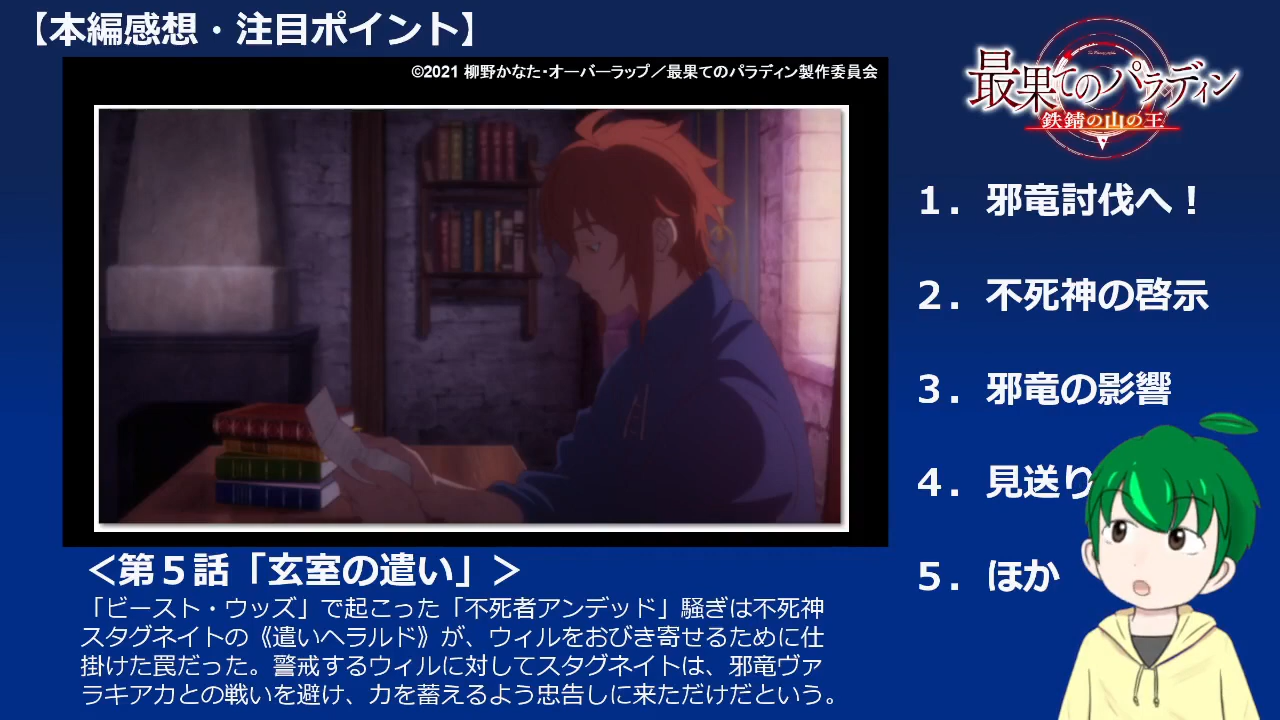 【本編感想・注目ポイント】
©2021 柳野かなた・オーバーラップ／最果てのパラディン製作委員会
最果てのパラディン
鉄錆の山の王
１．邪竜討伐へ！
２．不死神の啓示
３．邪竜の影響
４．見送り
５．ほか
＜第５話「玄室の遣い」＞
「ビースト・ウッズ」で起こった「不死者アンデッド」騒ぎは不死神
スタグネイトの《遣いヘラルド》が、ウィルをおびき寄せるために仕
掛けた罠だった。警戒するウィルに対してスタグネイトは、邪竜ヴァ
ラキアカとの戦いを避け、力を蓄えるよう忠告しに来ただけだという。